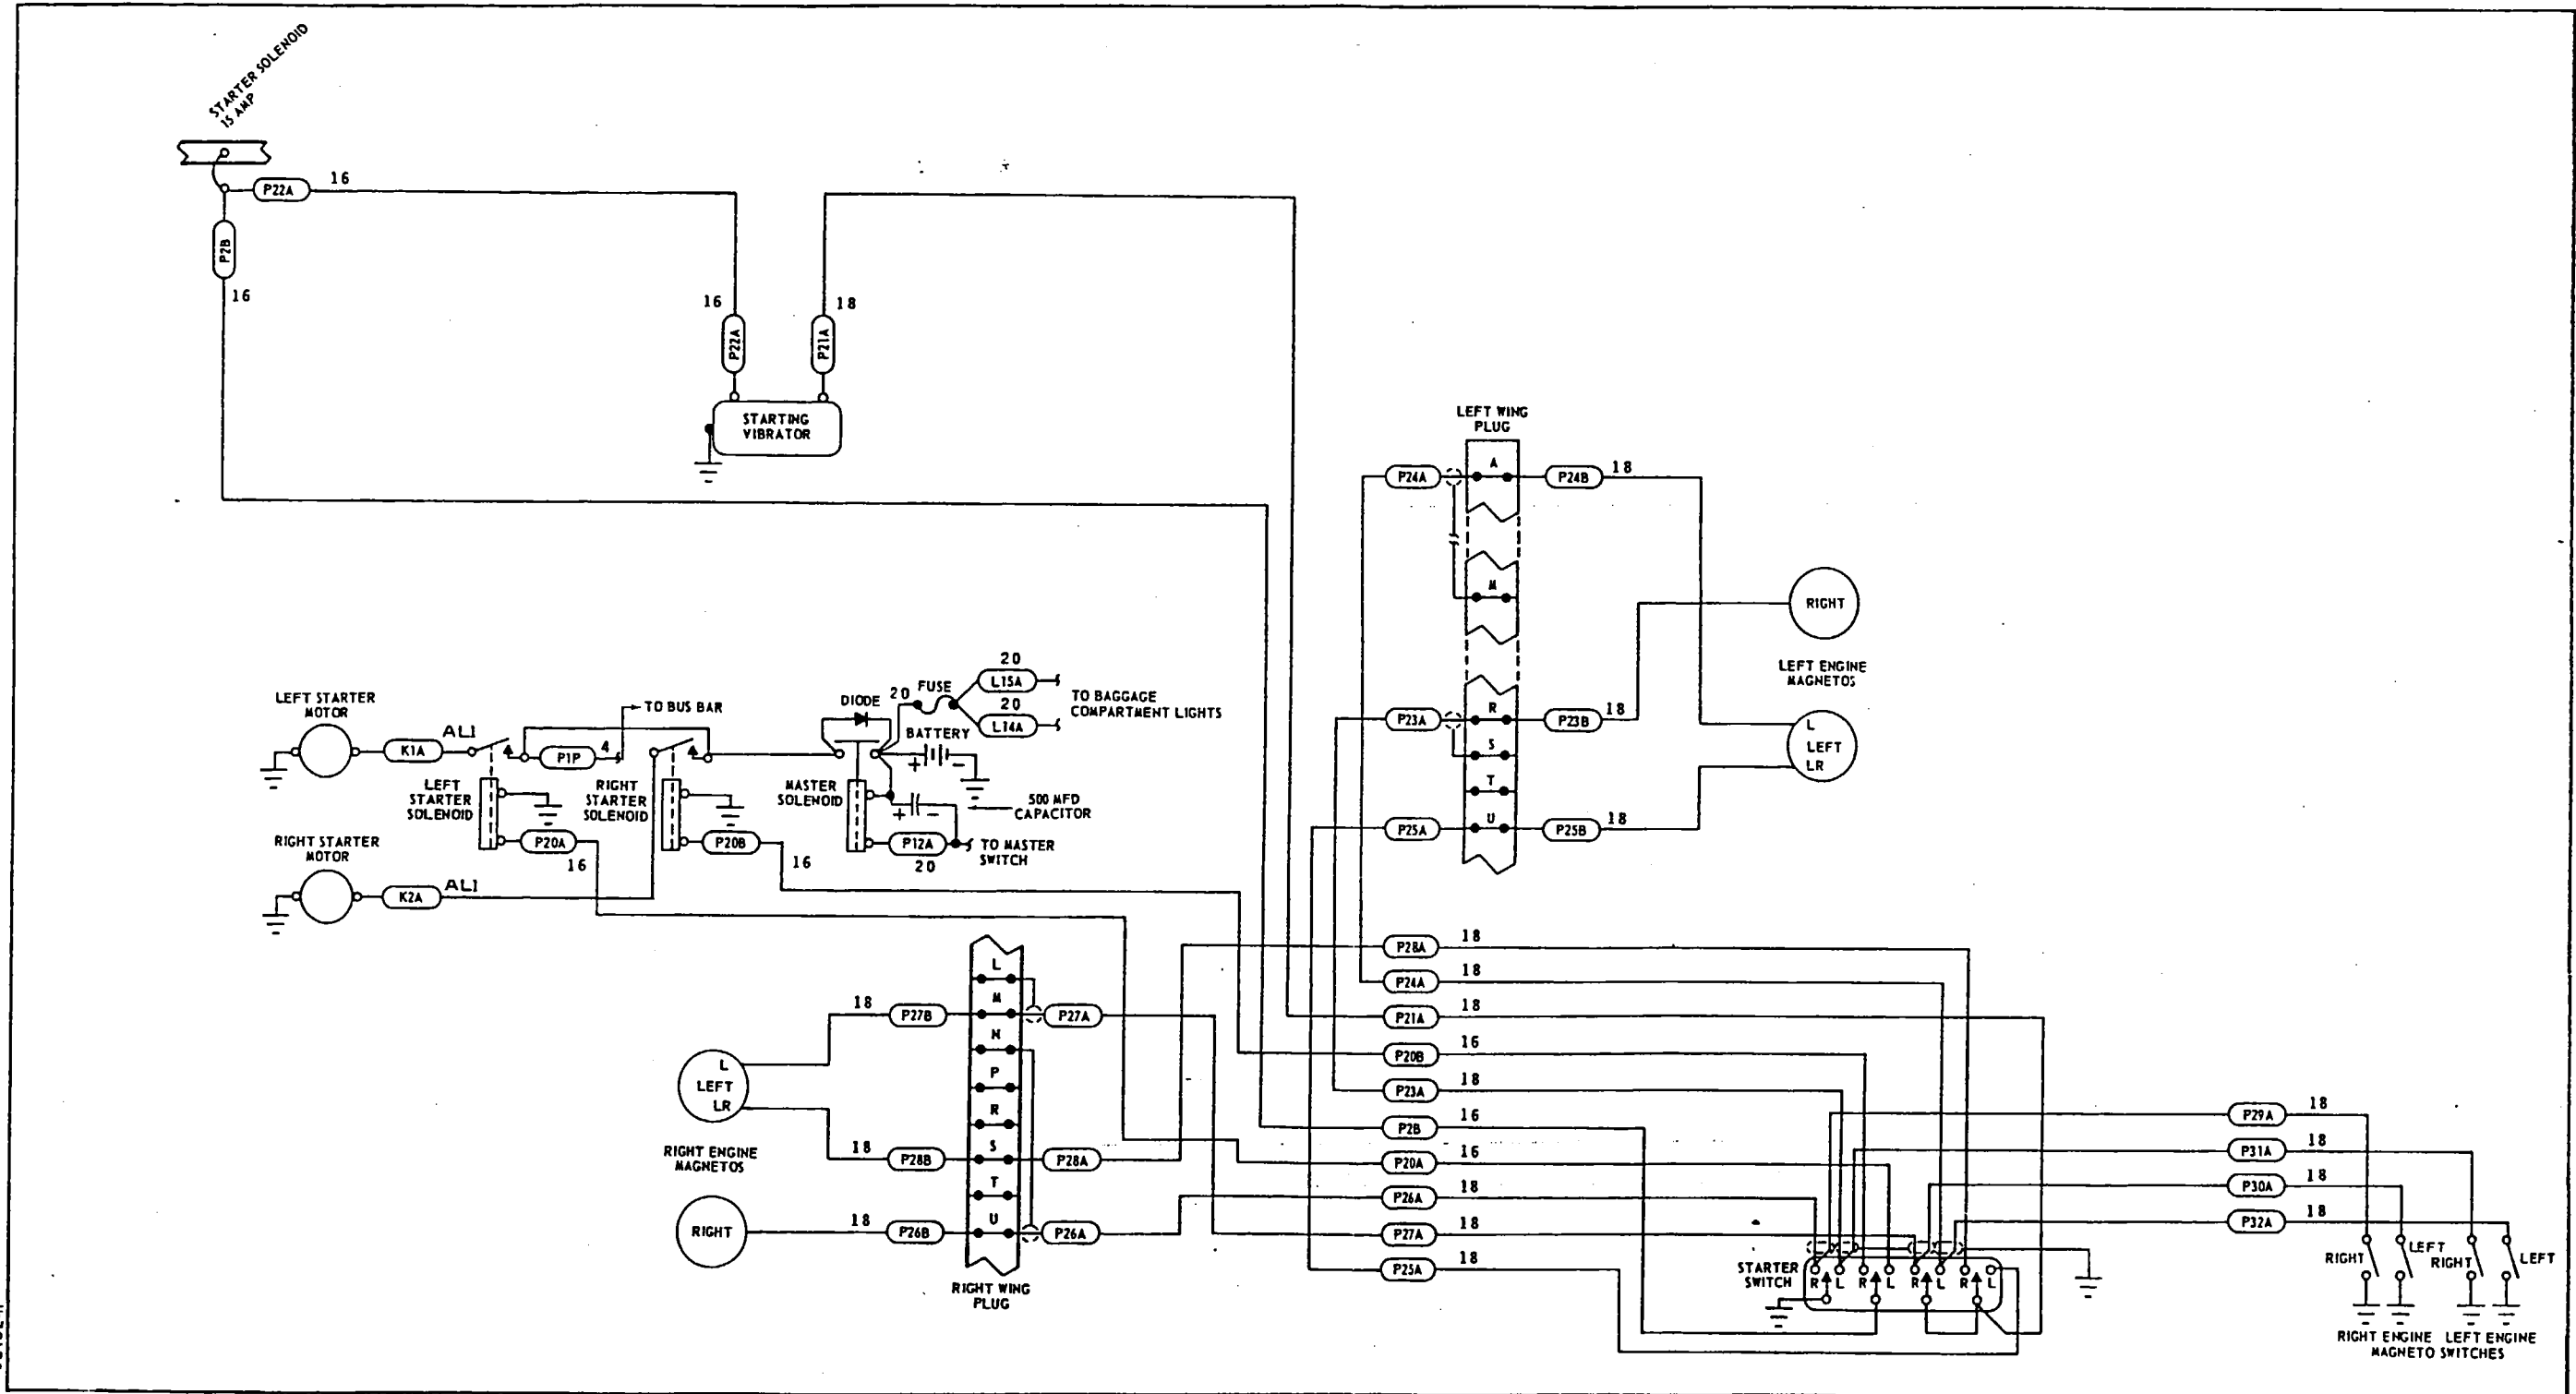 STARTER SOLENOID
15 AMP
P22A
16
P2B
16
16
18
P22A
P21A
STARTING
VIBRATOR
LEFT WING
PLUG
P24A
A
P24B
18
M
RIGHT
LEFT ENGINE
MAGNETOS
P23A
R
P23B
18
S
T
L
LEFT
LR
P25A
U
P25B
18
LEFT STARTER
MOTOR
K1A
AL1
P1P
4
TO BUS BAR
LEFT
STARTER
SOLENOID
RIGHT
STARTER
SOLENOID
DIODE
20
FUSE
20
L15A
20
L14A
TO BAGGAGE
COMPARTMENT LIGHTS
BATTERY
+
-
MASTER
SOLENOID
+
-
500 MFD
CAPACITOR
P20A
16
P20B
16
P12A
20
TO MASTER
SWITCH
RIGHT STARTER
MOTOR
K2A
AL1
L
M
N
P
R
S
T
U
18
P27B
P27A
L
LEFT
LR
RIGHT ENGINE
MAGNETOS
18
P28B
P28A
RIGHT
18
P26B
P26A
RIGHT WING
PLUG
P28A
18
P24A
18
P21A
18
P20B
16
P23A
18
P2B
16
P20A
16
P26A
18
P27A
18
P25A
18
STARTER
SWITCH
R L R L R L R L
P29A
18
P31A
18
P30A
18
P32A
18
RIGHT
LEFT
RIGHT
LEFT
RIGHT ENGINE LEFT ENGINE
MAGNETO SWITCHES